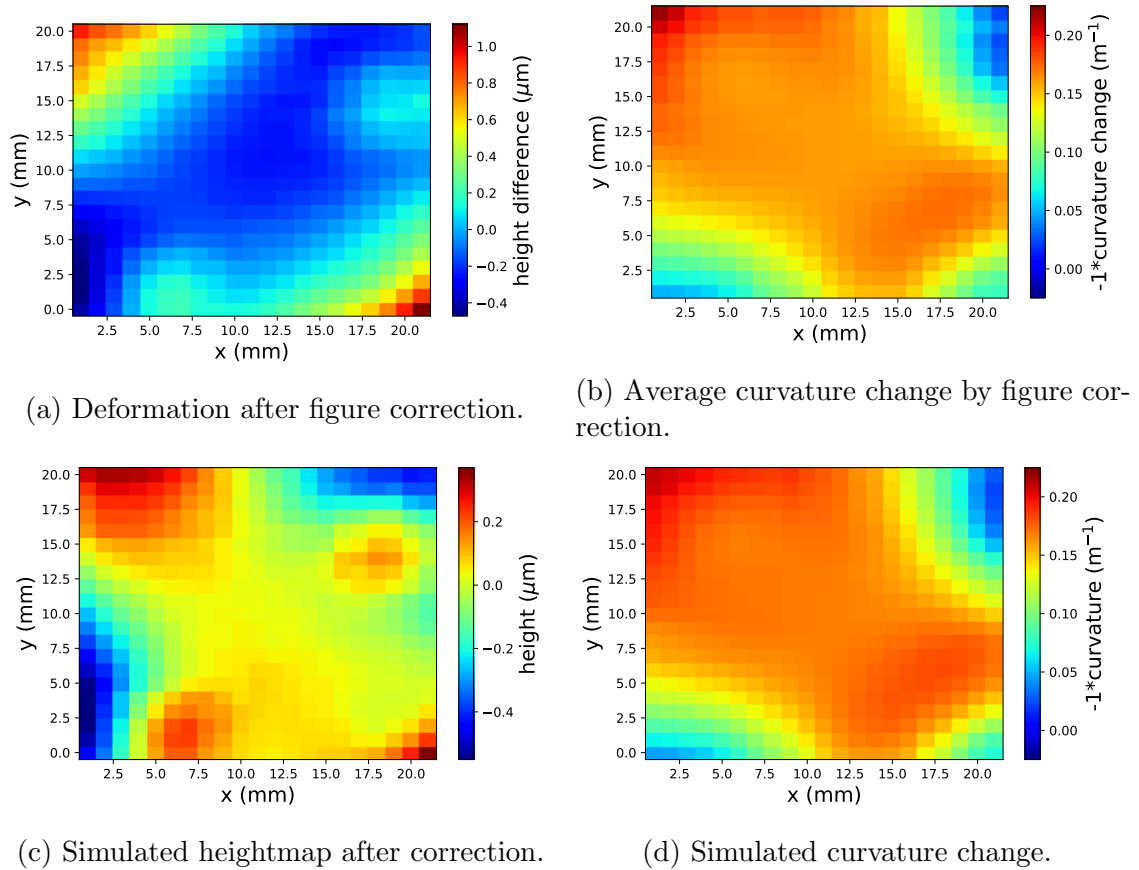 20.0
17.5
15.0
12.5
10.0
7.5
5.0
2.5
0.0
2.5 5.0 7.5 10.0 12.5 15.0 17.5 20.0
y (mm)
x (mm)
1.0
0.8
0.6
0.4
0.2
0.0
−0.2
−0.4
height difference (μm)
(a) Deformation after figure correction.
20.0
17.5
15.0
12.5
10.0
7.5
5.0
2.5
2.5 5.0 7.5 10.0 12.5 15.0 17.5 20.0
y (mm)
x (mm)
0.20
0.15
0.10
0.05
0.00
-1*curvature change (m⁻¹)
(b) Average curvature change by figure cor-
rection.
20.0
17.5
15.0
12.5
10.0
7.5
5.0
2.5
0.0
2.5 5.0 7.5 10.0 12.5 15.0 17.5 20.0
y (mm)
x (mm)
0.2
0.0
−0.2
−0.4
height (μm)
(c) Simulated heightmap after correction.
20.0
17.5
15.0
12.5
10.0
7.5
5.0
2.5
0.0
2.5 5.0 7.5 10.0 12.5 15.0 17.5 20.0
y (mm)
x (mm)
0.20
0.15
0.10
0.05
0.00
-1*curvature (m⁻¹)
(d) Simulated curvature change.